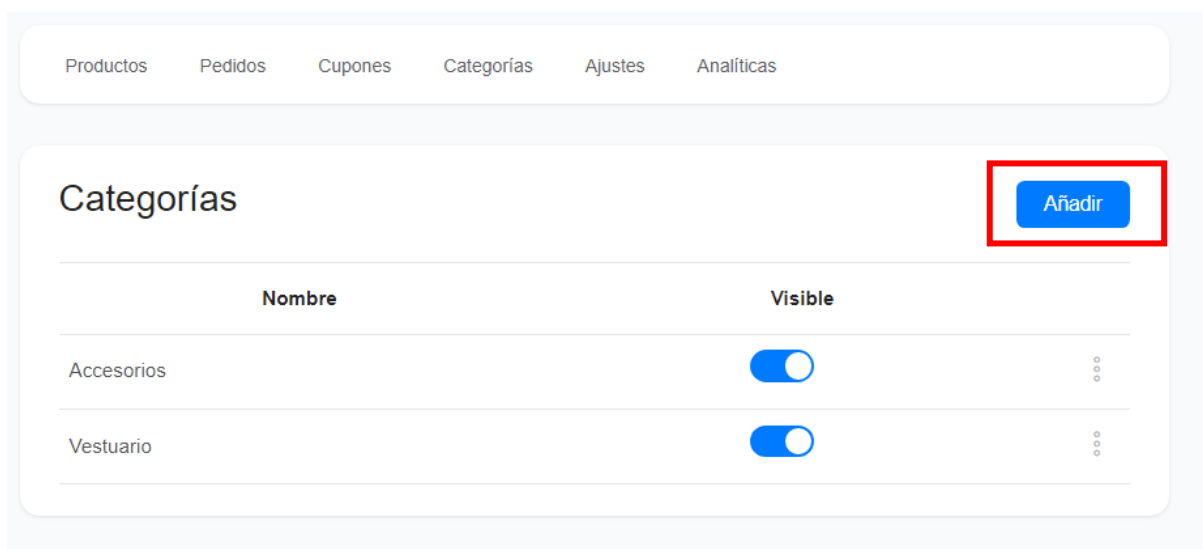 Productos Pedidos Cupones Categorías Ajustes Analíticas
Categorías Añadir
Nombre Visible
Accesorios
Vestuario